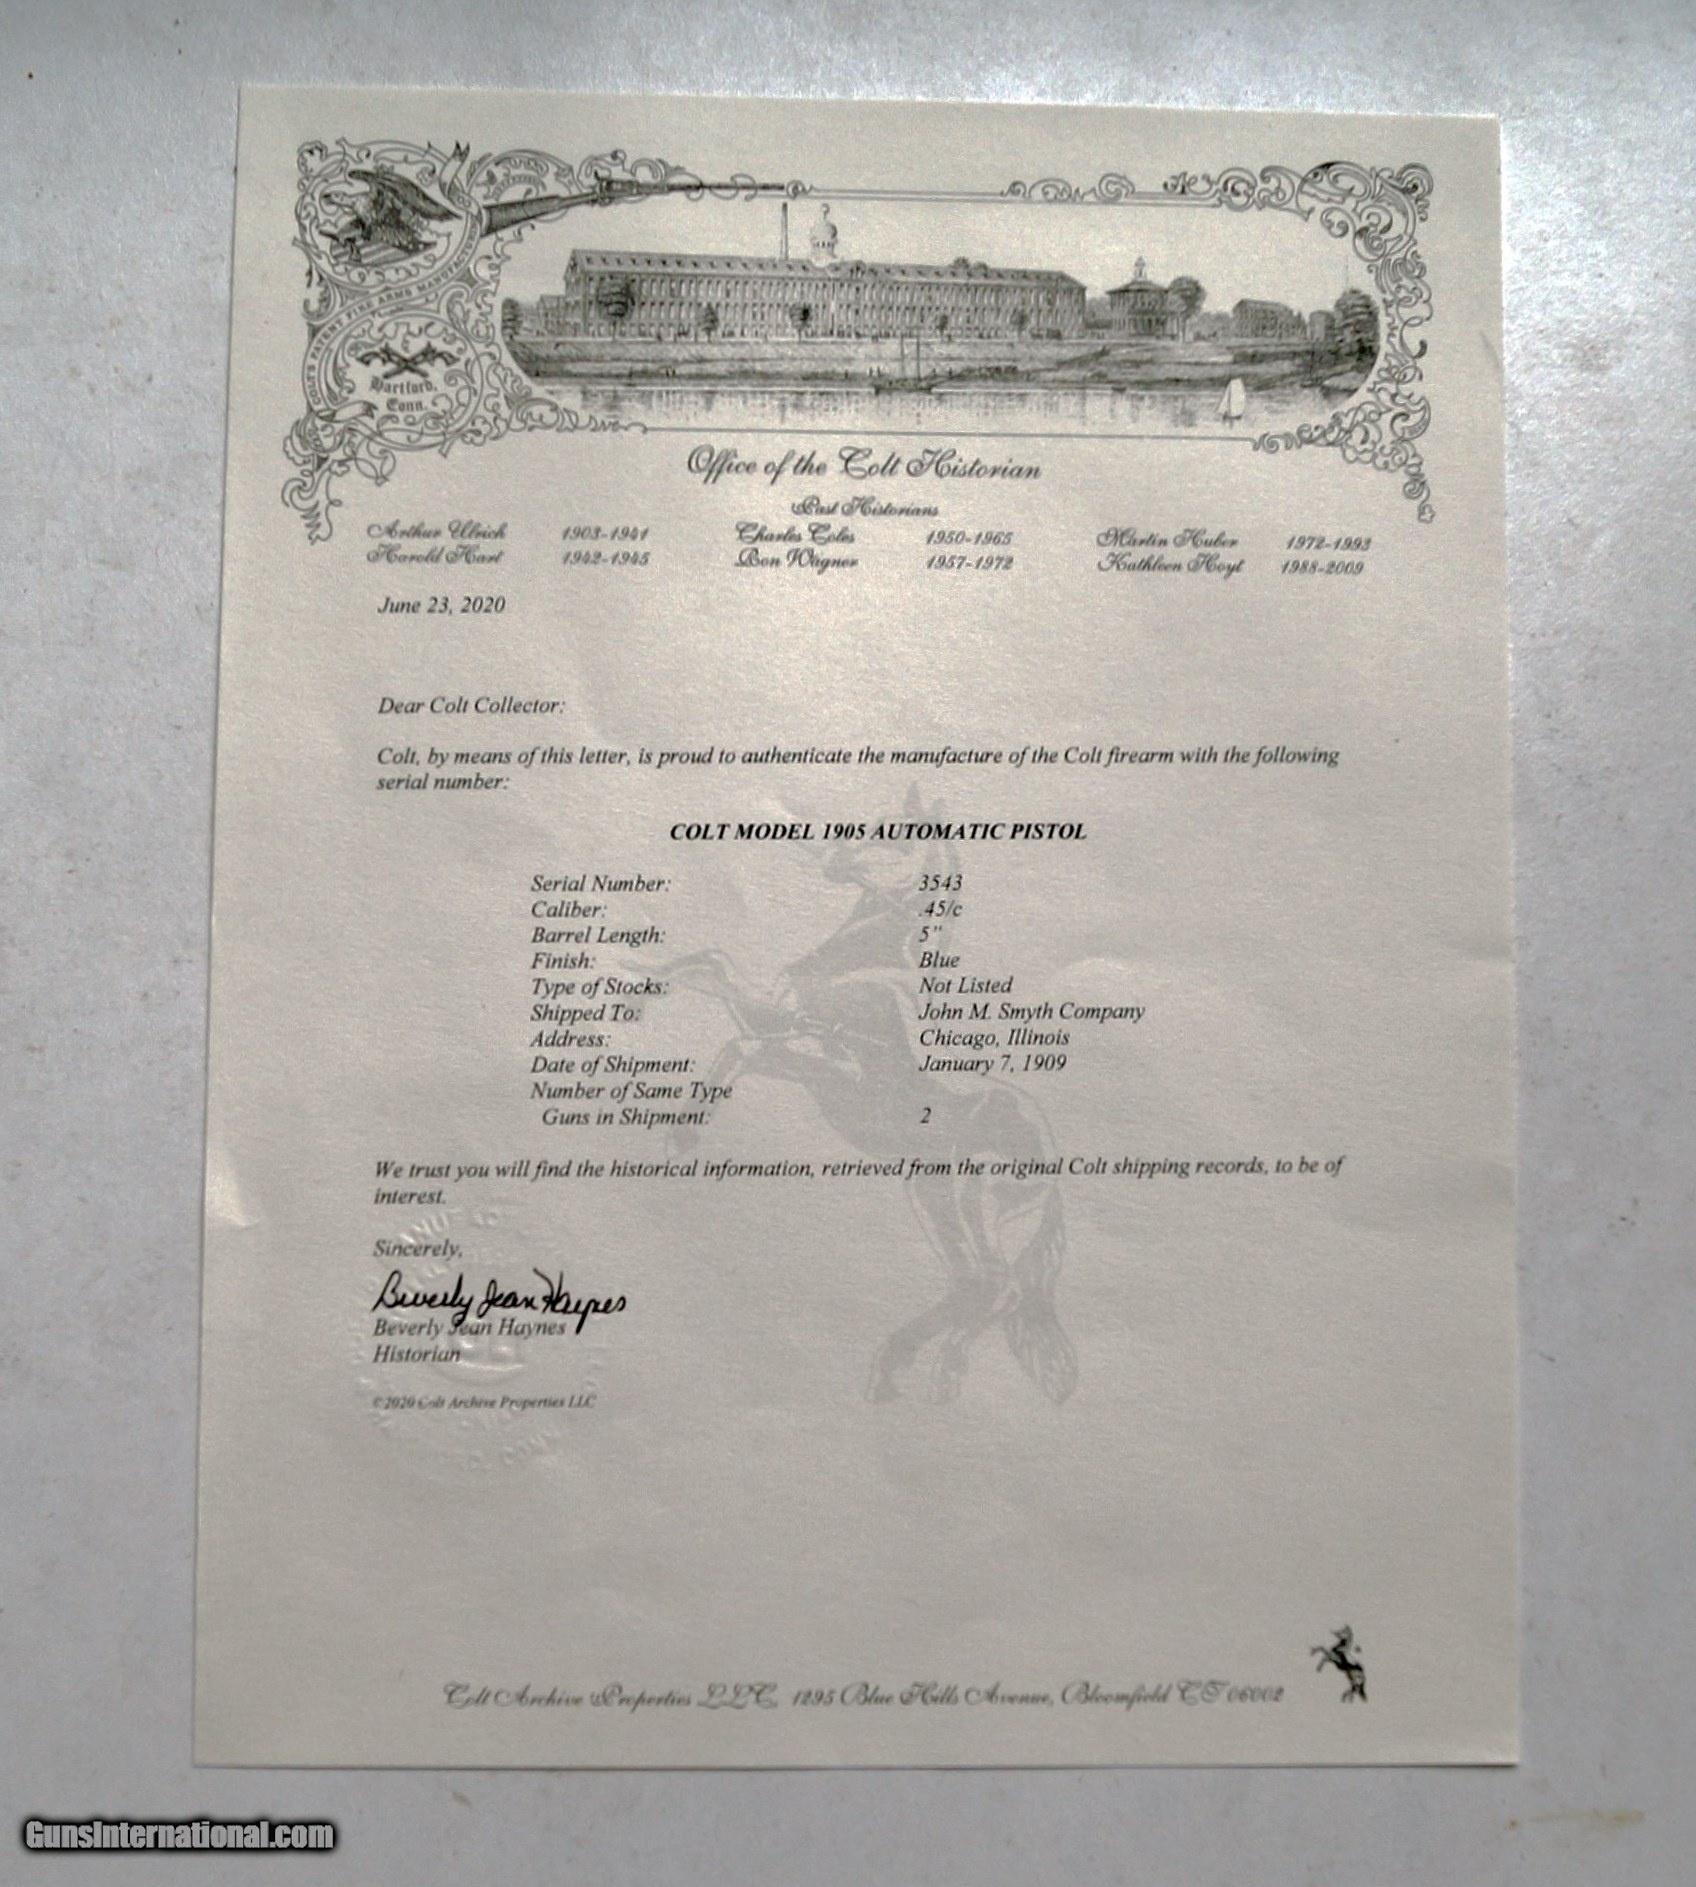 COLT'S PATENT FIRE ARMS MANUFACTURING
Hartford,
Conn.
Office of the Colt Historian
Past Historians
Arthur Ulrich 1903-1941 Charles Coles 1950-1965 Martin Huber 1972-1993
Harold Hart 1942-1945 Ron Wagner 1957-1972 Kathleen Hoyt 1988-2009
June 23, 2020
Dear Colt Collector:
Colt, by means of this letter, is proud to authenticate the manufacture of the Colt firearm with the following
serial number:
COLT MODEL 1905 AUTOMATIC PISTOL
Serial Number: 3543
Caliber: .45/c
Barrel Length: 5"
Finish: Blue
Type of Stocks: Not Listed
Shipped To: John M. Smyth Company
Address: Chicago, Illinois
Date of Shipment: January 7, 1909
Number of Same Type
Guns in Shipment: 2
We trust you will find the historical information, retrieved from the original Colt shipping records, to be of
interest.
Sincerely,
Beverly Jean Haynes
Beverly Jean Haynes
Historian
©2020 Colt Archive Properties LLC
Colt Archive Properties LLC, 1295 Blue Hills Avenue, Bloomfield CT 06002
GunsInternational.com